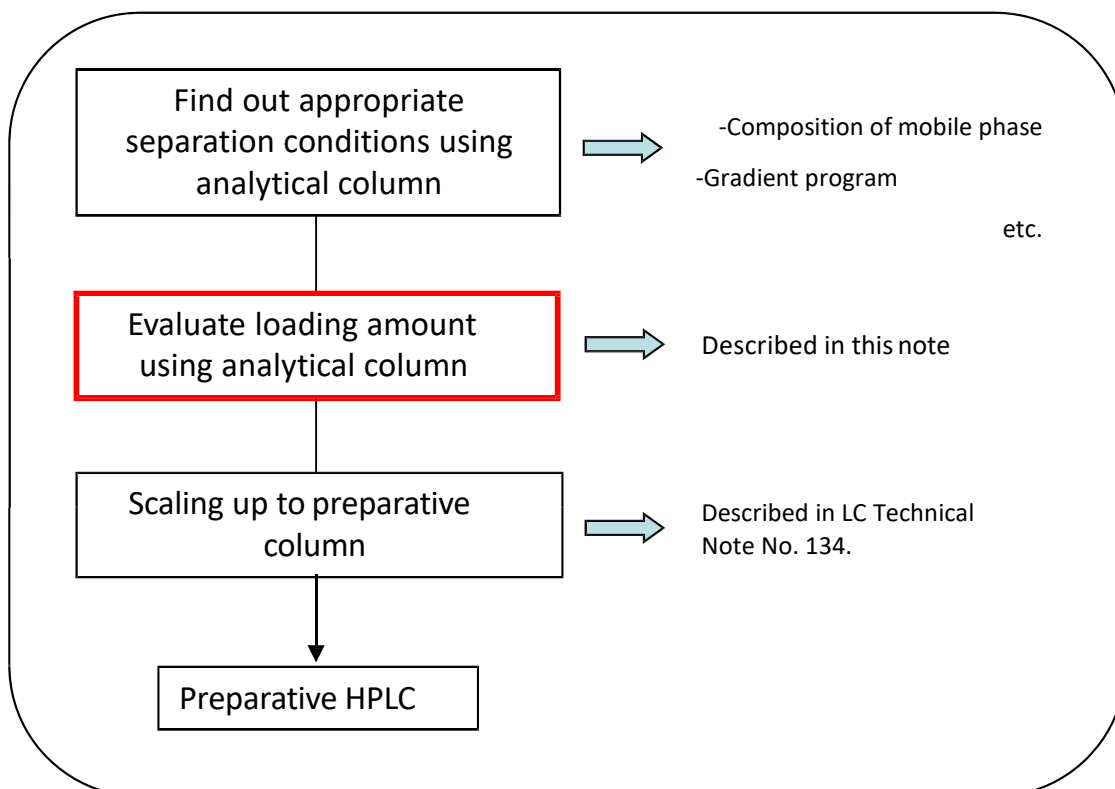 Find out appropriate
separation conditions using
analytical column
-Composition of mobile phase
-Gradient program
etc.
Evaluate loading amount
using analytical column
Described in this note
Scaling up to preparative
column
Described in LC Technical
Note No. 134.
Preparative HPLC